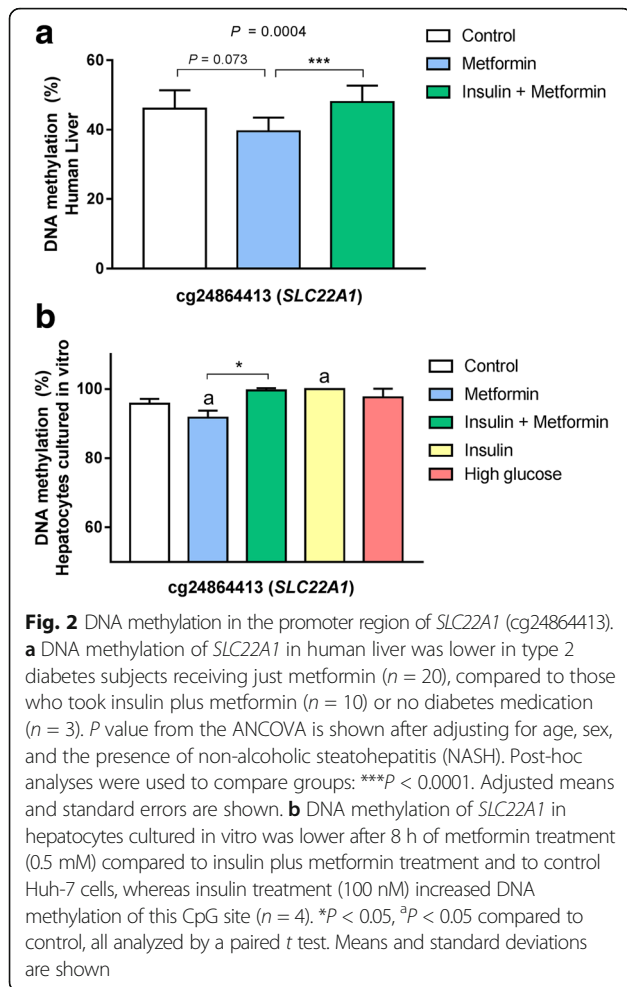 a
P = 0.0004
P = 0.073
***
Control
Metformin
Insulin + Metformin
DNA methylation (%)
Human Liver
60
40
20
0
cg24864413 (SLC22A1)
b
*
a
a
Control
Metformin
Insulin + Metformin
Insulin
High glucose
DNA methylation (%)
Hepatocytes cultured in vitro
100
80
60
cg24864413 (SLC22A1)
Fig. 2 DNA methylation in the promoter region of SLC22A1 (cg24864413).
a DNA methylation of SLC22A1 in human liver was lower in type 2
diabetes subjects receiving just metformin (n = 20), compared to those
who took insulin plus metformin (n = 10) or no diabetes medication
(n = 3). P value from the ANCOVA is shown after adjusting for age, sex,
and the presence of non-alcoholic steatohepatitis (NASH). Post-hoc
analyses were used to compare groups: ***P < 0.0001. Adjusted means
and standard errors are shown. b DNA methylation of SLC22A1 in
hepatocytes cultured in vitro was lower after 8 h of metformin treatment
(0.5 mM) compared to insulin plus metformin treatment and to control
Huh-7 cells, whereas insulin treatment (100 nM) increased DNA
methylation of this CpG site (n = 4). *P < 0.05, ᵃP < 0.05 compared to
control, all analyzed by a paired t test. Means and standard deviations
are shown